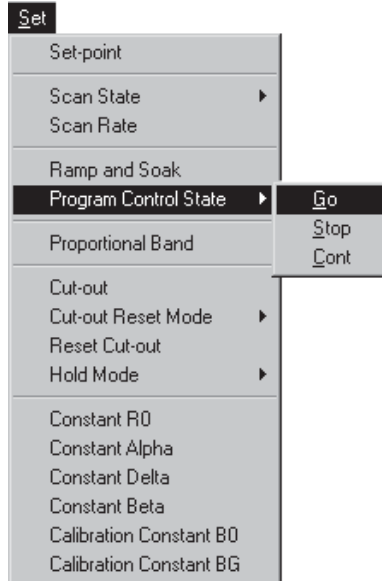 Set
Set-point
Scan State
Scan Rate
Ramp and Soak
Program Control State
Go
Stop
Cont
Proportional Band
Cut-out
Cut-out Reset Mode
Reset Cut-out
Hold Mode
Constant R0
Constant Alpha
Constant Delta
Constant Beta
Calibration Constant B0
Calibration Constant BG